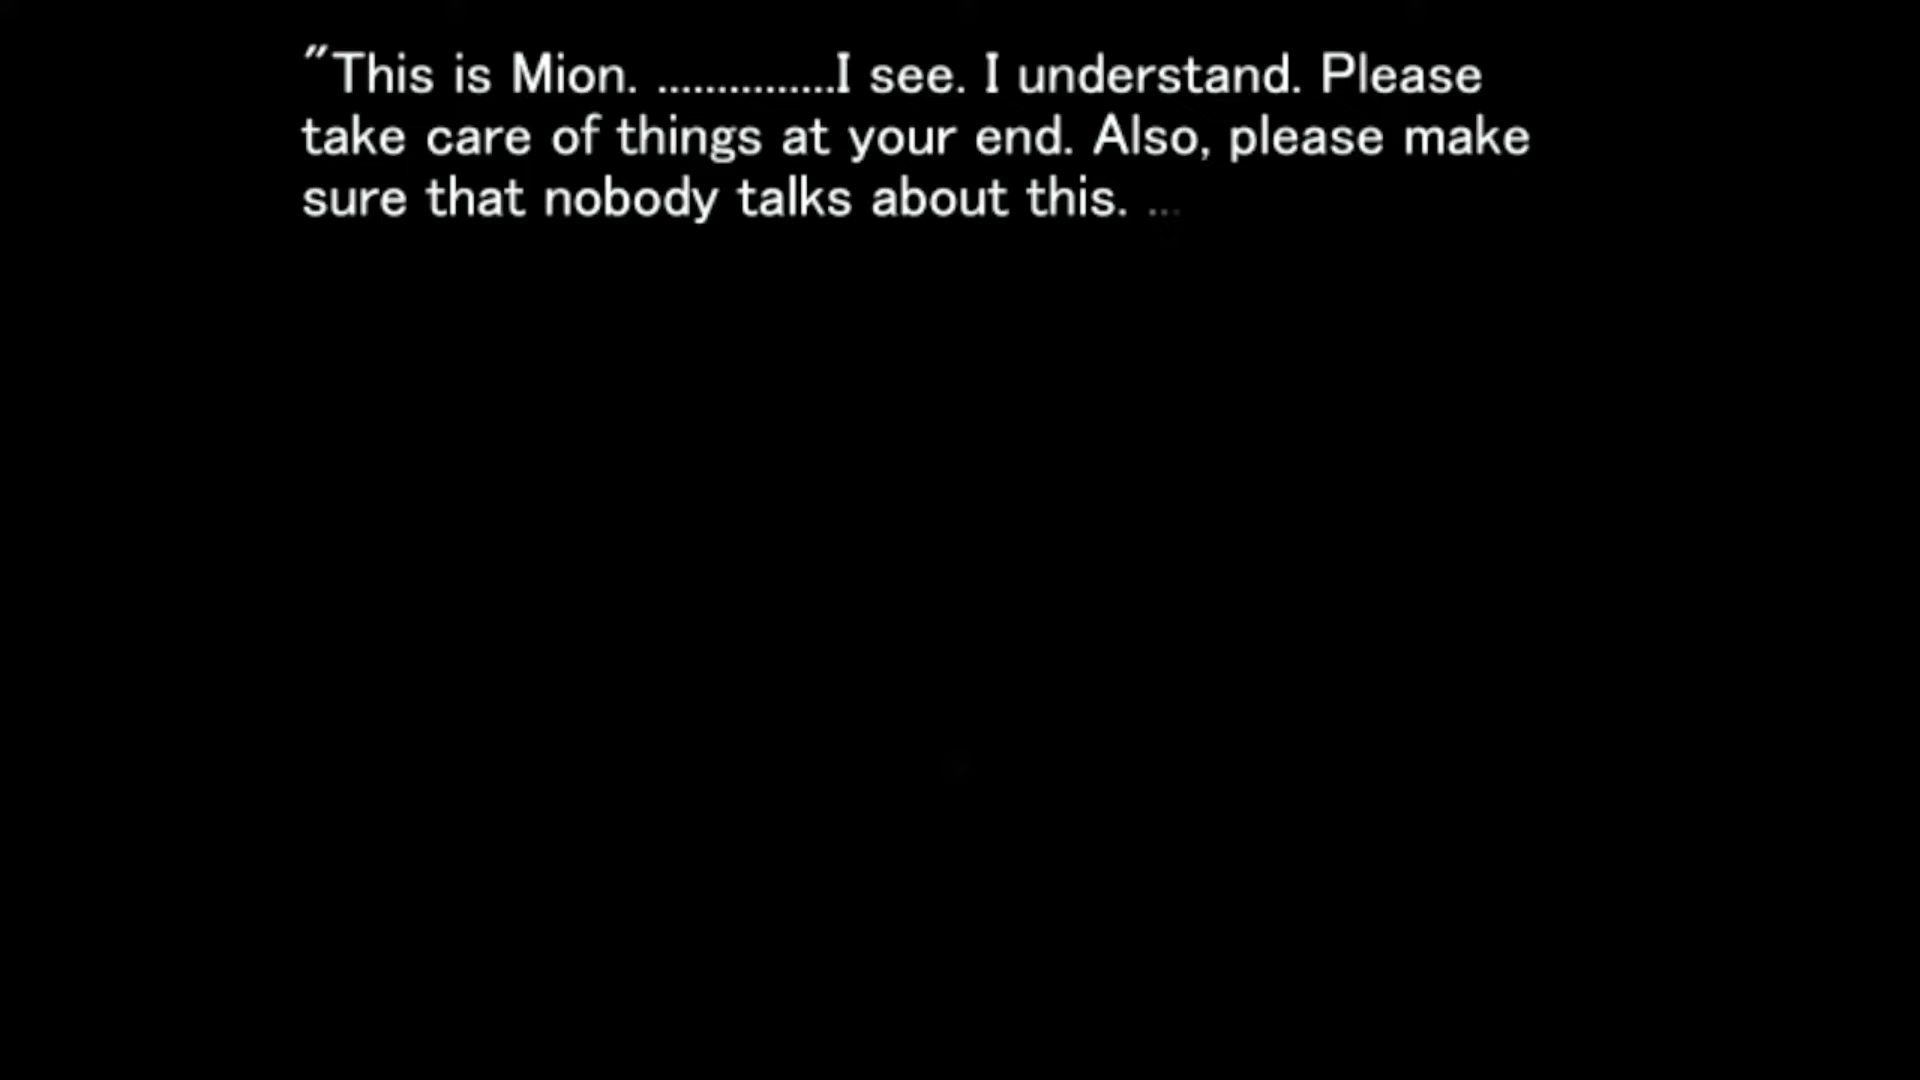 "This is Mion. ...............I see. I understand. Please
take care of things at your end. Also, please make
sure that nobody talks about this. ...